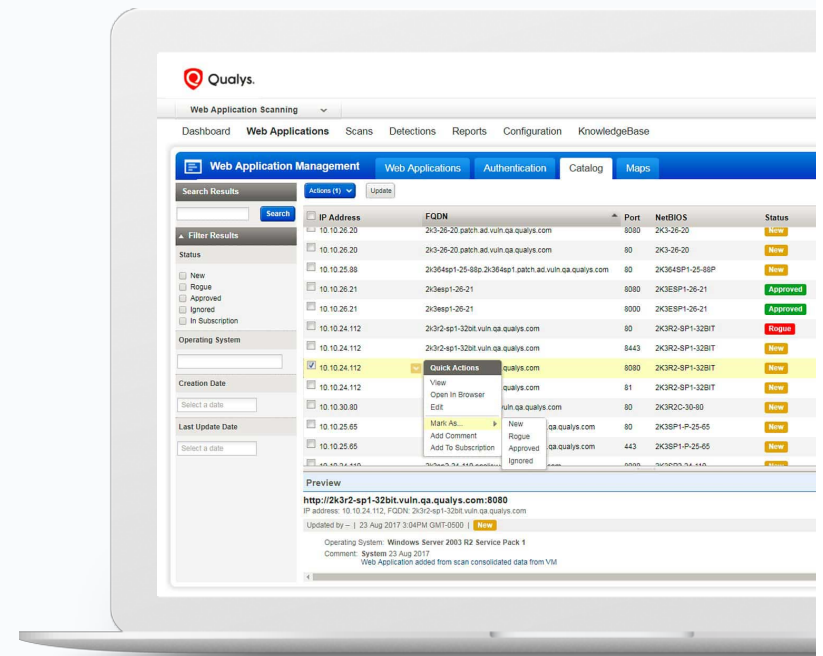 Qualys.
Web Application Scanning
Dashboard Web Applications Scans Detections Reports Configuration KnowledgeBase
Web Application Management Web Applications Authentication Catalog Maps
Search Results Actions (1) Update
Search
IP Address FQDN Port NetBIOS Status
10.10.26.20 2k3-26-20.patch.ad.vuln.qa.qualys.com 8080 2K3-26-20 New
Filter Results
10.10.26.20 2k3-26-20.patch.ad.vuln.qa.qualys.com 80 2K3-26-20 New
Status
10.10.25.88 2k364sp1-25-88p.2k364sp1.patch.ad.vuln.qa.qualys.com 80 2K364SP1-25-88P New
New
Rogue
Approved
Ignored
In Subscription
10.10.26.21 2k3esp1-26-21 8080 2K3ESP1-26-21 Approved
10.10.26.21 2k3esp1-26-21 8000 2K3ESP1-26-21 Approved
10.10.24.112 2k3r2-sp1-32bit.vuln.qa.qualys.com 80 2K3R2-SP1-32BIT Rogue
Operating System
10.10.24.112 2k3r2-sp1-32bit.vuln.qa.qualys.com 8443 2K3R2-SP1-32BIT New
10.10.24.112 qualys.com 8080 2K3R2-SP1-32BIT New
Creation Date
10.10.24.112 qualys.com 81 2K3R2-SP1-32BIT New
Select a date
10.10.30.80 vuln.qa.qualys.com 80 2K3R2C-30-80 New
Last Update Date
10.10.25.65 qa.qualys.com 80 2K3SP1-P-25-65 New
Select a date
10.10.25.65 qa.qualys.com 443 2K3SP1-P-25-65 New
Quick Actions
View
Open In Browser
Edit
Mark As...
Add Comment
Add To Subscription
New
Rogue
Approved
Ignored
Preview
http://2k3r2-sp1-32bit.vuln.qa.qualys.com:8080
IP address: 10.10.24.112, FQDN: 2k3r2-sp1-32bit.vuln.qa.qualys.com
Updated by – | 23 Aug 2017 3:04PM GMT-0500 | New
Operating System: Windows Server 2003 R2 Service Pack 1
Comment: System 23 Aug 2017
Web Application added from scan consolidated data from VM